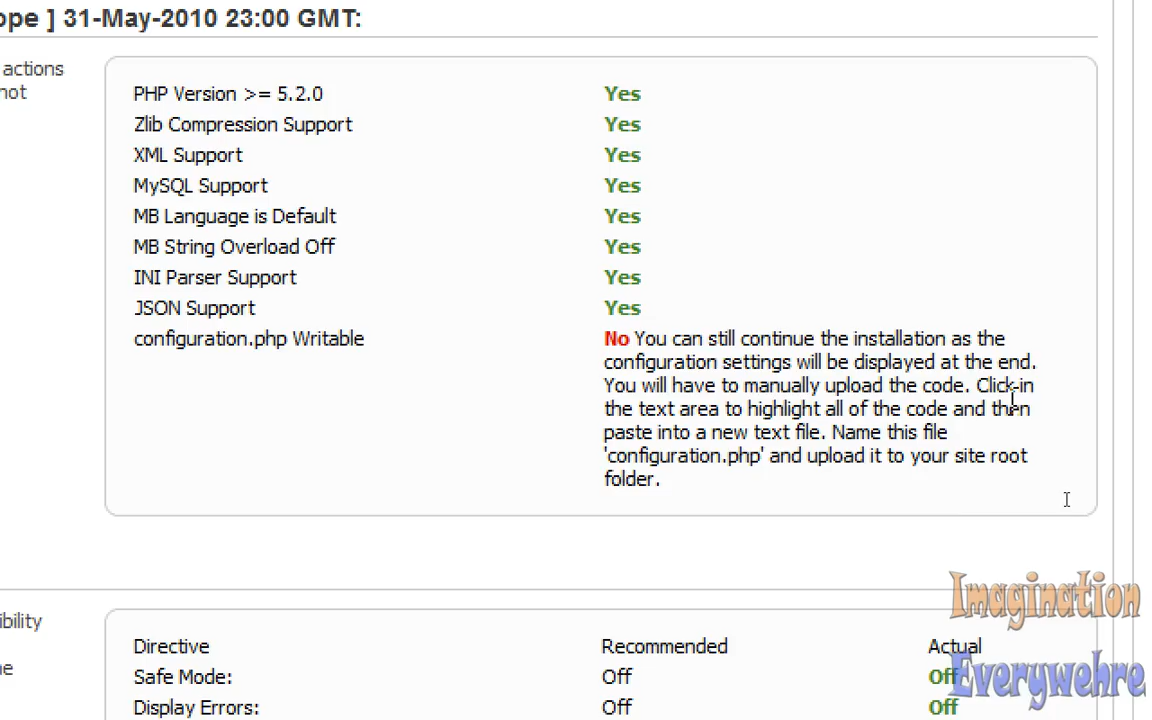 ope ] 31-May-2010 23:00 GMT:
actions
not
PHP Version >= 5.2.0 Yes
Zlib Compression Support Yes
XML Support Yes
MySQL Support Yes
MB Language is Default Yes
MB String Overload Off Yes
INI Parser Support Yes
JSON Support Yes
configuration.php Writable No You can still continue the installation as the
configuration settings will be displayed at the end.
You will have to manually upload the code. Click in
the text area to highlight all of the code and then
paste into a new text file. Name this file
'configuration.php' and upload it to your site root
folder.
ibility
ne
Directive Recommended Actual
Safe Mode: Off Off
Display Errors: Off Off
Imagination
Everywehre